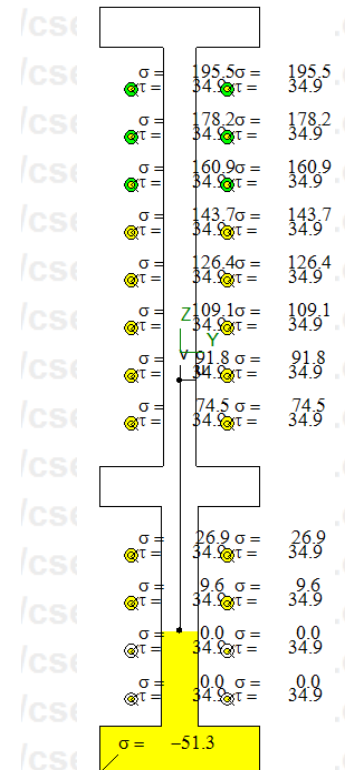 σ = 195.5 σ = 195.5
τ = 34.9 τ = 34.9
σ = 178.2 σ = 178.2
τ = 34.9 τ = 34.9
σ = 160.9 σ = 160.9
τ = 34.9 τ = 34.9
σ = 143.7 σ = 143.7
τ = 34.9 τ = 34.9
σ = 126.4 σ = 126.4
τ = 34.9 τ = 34.9
σ = 109.1 σ = 109.1
τ = 34.9 τ = 34.9
Z
Y
σ = 91.8 σ = 91.8
τ = 34.9 τ = 34.9
v
σ = 74.5 σ = 74.5
τ = 34.9 τ = 34.9
σ = 26.9 σ = 26.9
τ = 34.9 τ = 34.9
σ = 9.6 σ = 9.6
τ = 34.9 τ = 34.9
σ = 0.0 σ = 0.0
τ = 34.9 τ = 34.9
σ = 0.0 σ = 0.0
τ = 34.9 τ = 34.9
σ = −51.3